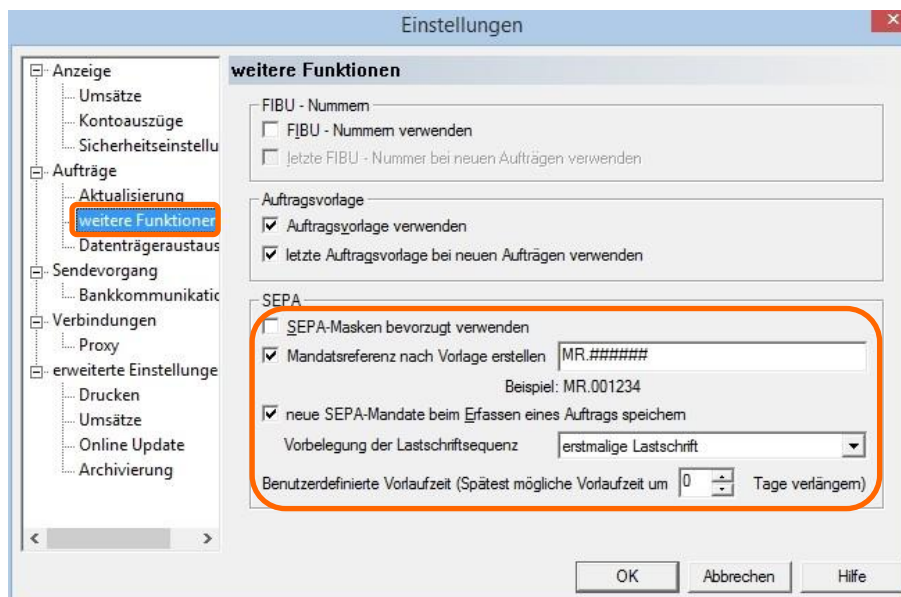 Einstellungen
Anzeige
Umsätze
Kontoauszüge
Sicherheitseinstellu
Aufträge
Aktualisierung
weitere Funktionen
Datenträgeraustaus
Sendevorgang
Bankkommunikatic
Verbindungen
Proxy
erweiterte Einstellunge
Drucken
Umsätze
Online Update
Archivierung
weitere Funktionen
FIBU - Nummern
FIBU - Nummern verwenden
letzte FIBU - Nummer bei neuen Aufträgen verwenden
Auftragsvorlage
Auftragsvorlage verwenden
letzte Auftragsvorlage bei neuen Aufträgen verwenden
SEPA
SEPA-Masken bevorzugt verwenden
Mandatsreferenz nach Vorlage erstellen MR.######
Beispiel: MR.001234
neue SEPA-Mandate beim Erfassen eines Auftrags speichern
Vorbelegung der Lastschriftsequenz erstmalige Lastschrift
Benutzerdefinierte Vorlaufzeit (Spätest mögliche Vorlaufzeit um 0 Tage verlängern)
OK Abbrechen Hilfe